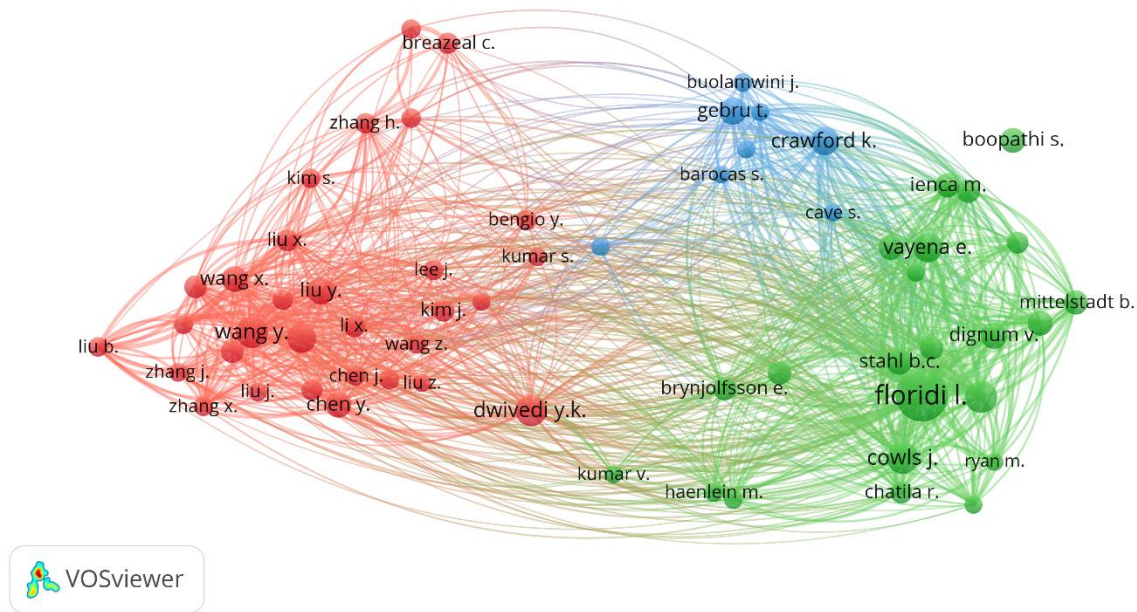 breazeal c.
buolamwini j.
gebru t.
zhang h.
crawford k.
boopathi s.
barocas s.
kim s.
ienca m.
cave s.
bengio y.
liu x.
vayena e.
kumar s.
lee j.
wang x.
liu y.
mittelstadt b.
kim j.
li x.
wang y.
dignum v.
liu b.
wang z.
stahl b.c.
zhang j.
chen j.
liu z.
brynjolfsson e.
liu j.
floridi l.
zhang x.
chen y.
dwivedi y.k.
cowls j.
ryan m.
kumar v.
haenlein m.
chatila r.
VOSviewer